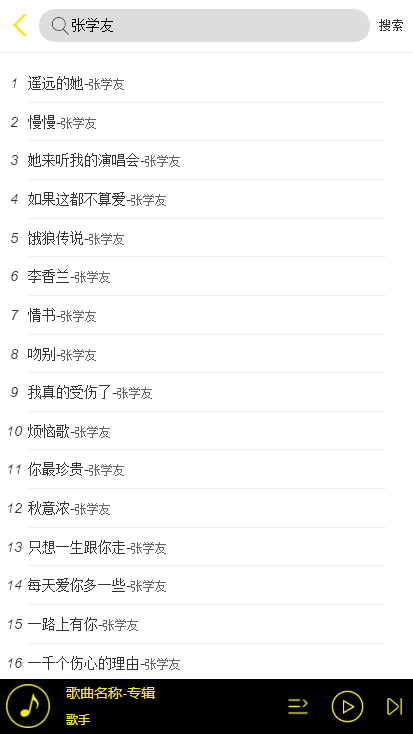 张学友 搜索
1 遥远的她-张学友
2 慢慢-张学友
3 她来听我的演唱会-张学友
4 如果这都不算爱-张学友
5 饿狼传说-张学友
6 李香兰-张学友
7 情书-张学友
8 吻别-张学友
9 我真的受伤了-张学友
10 烦恼歌-张学友
11 你最珍贵-张学友
12 秋意浓-张学友
13 只想一生跟你走-张学友
14 每天爱你多一些-张学友
15 一路上有你-张学友
16 一千个伤心的理由-张学友
歌曲名称-专辑
歌手